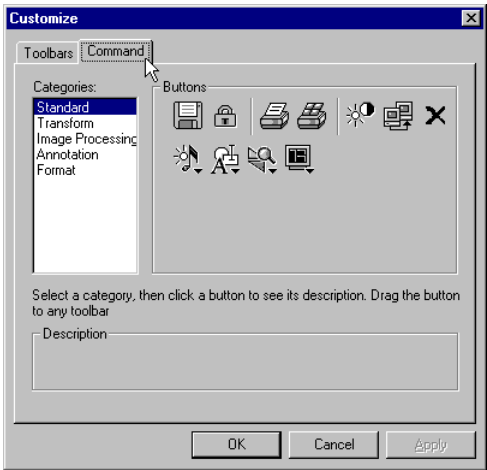 Customize
Toolbars
Command
Categories:
Buttons
Standard
Transform
Image Processing
Annotation
Format
A
Select a category, then click a button to see its description. Drag the button
to any toolbar
Description
OK
Cancel
Apply